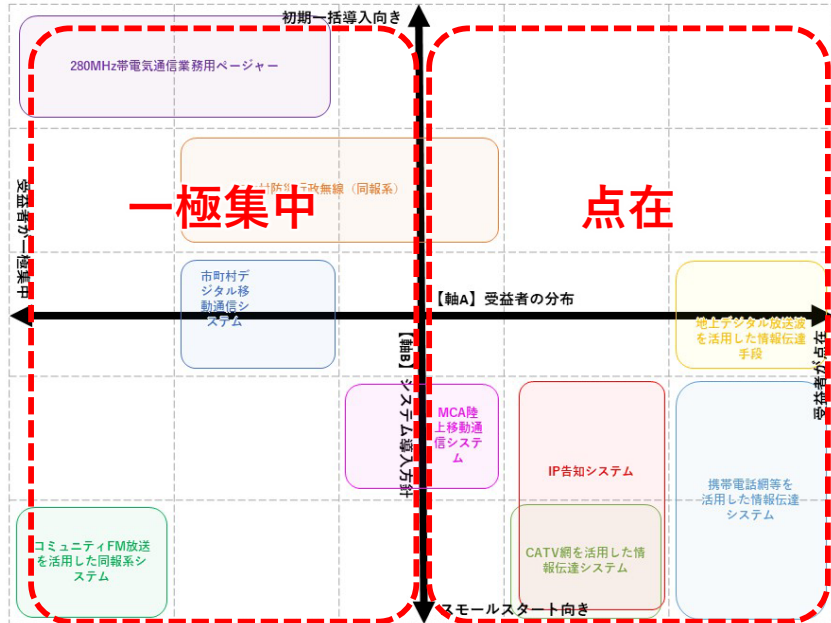 初期一括導入向き
280MHz帯電気通信業務用ページャー
防災行政無線（同報系）
一極集中
点在
受益者が一極集中
市町村デ
ジタル移
動通信シ
ステム
【軸A】受益者の分布
地上デジタル放送波
を活用した情報伝達
手段
受益者が点在
【軸B】システム導入方針
MCA陸
上移動通
信システ
ム
IP告知システム
携帯電話網等を
活用した情報伝達
システム
コミュニティFM放送
を活用した同報系シ
ステム
CATV網を活用した情
報伝達システム
スモールスタート向き